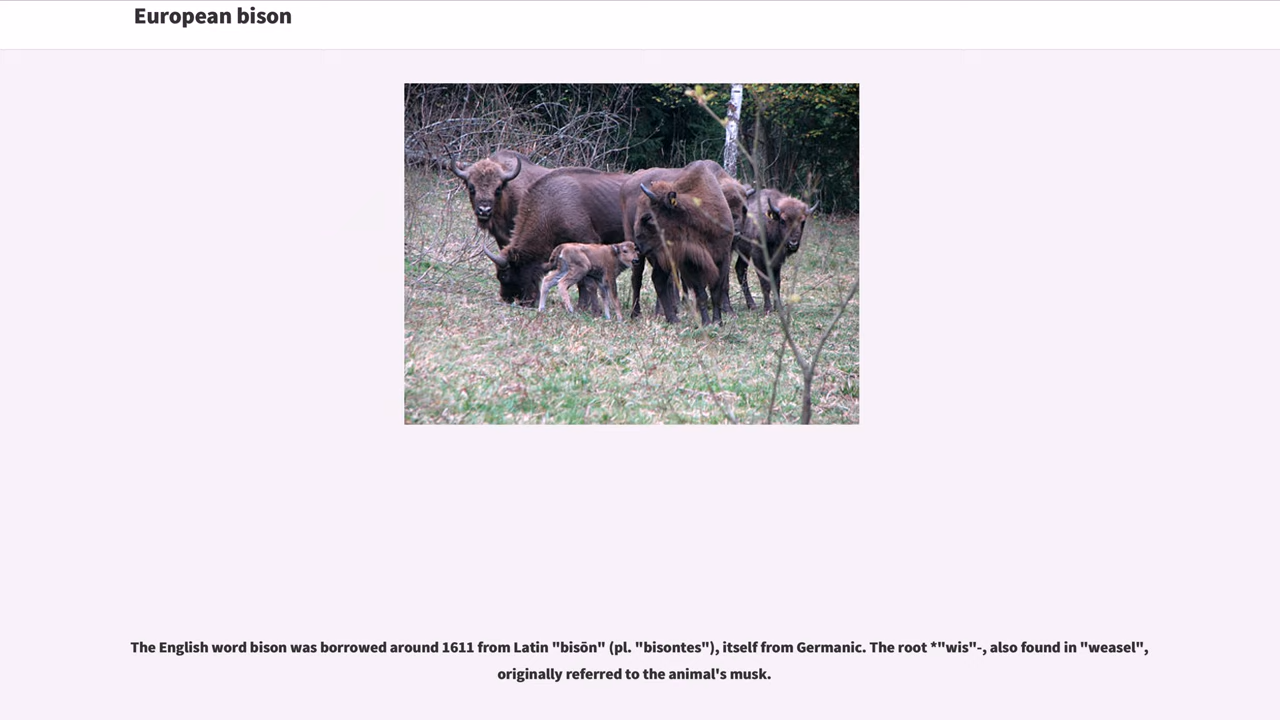 European bison
The English word bison was borrowed around 1611 from Latin "bisōn" (pl. "bisontes"), itself from Germanic. The root *"wis"-, also found in "weasel",
originally referred to the animal's musk.